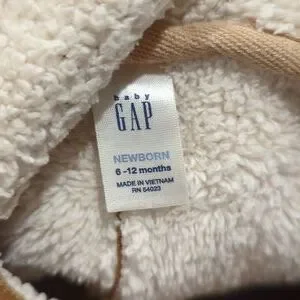 baby
GAP
NEWBORN
6 -12 months
MADE IN VIETNAM
RN 54023